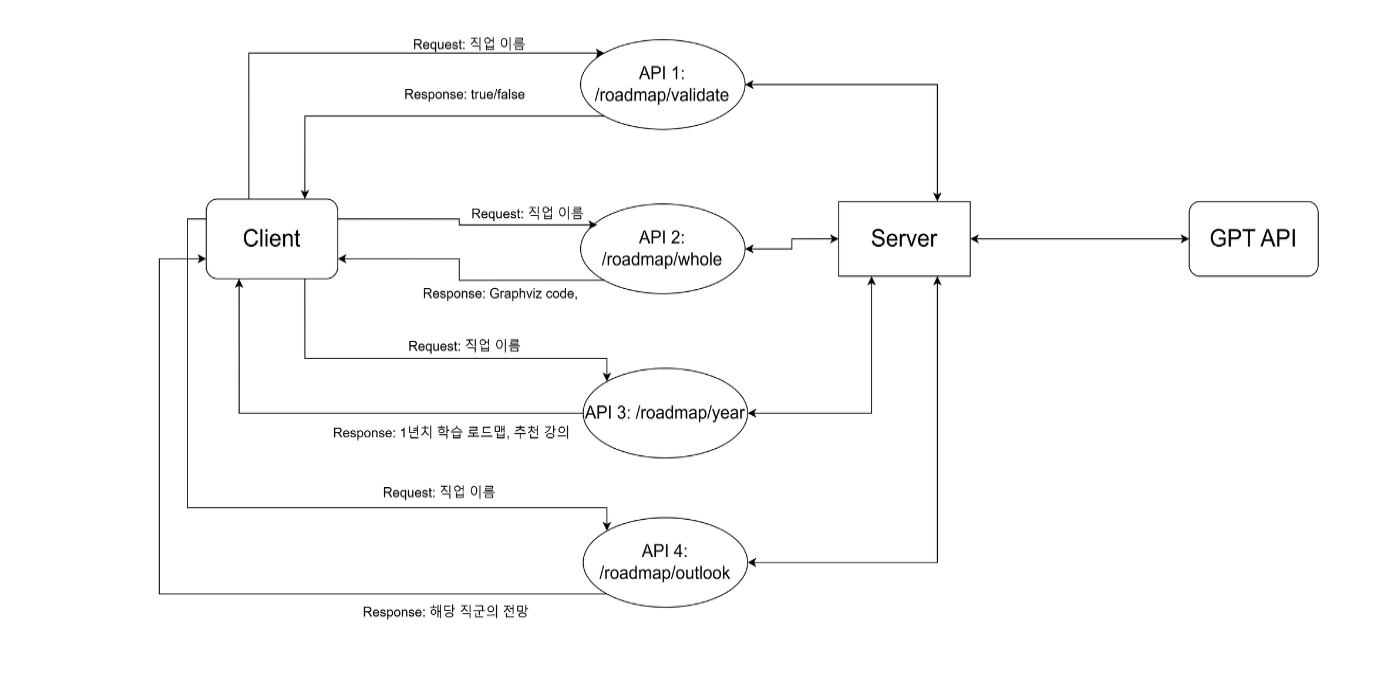 Request: 직업 이름
API 1:
/roadmap/validate
Response: true/false
Request: 직업 이름
Client
API 2:
/roadmap/whole
Server
GPT API
Response: Graphviz code,
Request: 직업 이름
API 3: /roadmap/year
Response: 1년치 학습 로드맵, 추천 강의
Request: 직업 이름
API 4:
/roadmap/outlook
Response: 해당 직군의 전망